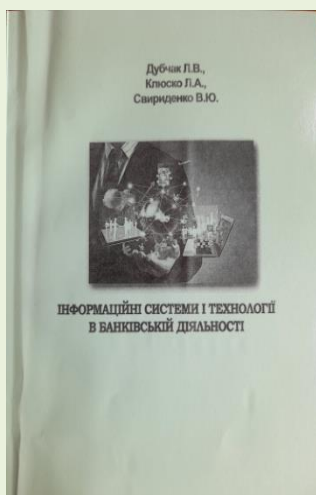 Дубчак Л.В.,
Клюско Л.А.,
Свириденко В.Ю.
ІНФОРМАЦІЙНІ СИСТЕМИ І ТЕХНОЛОГІЇ
В БАНКІВСЬКІЙ ДІЯЛЬНОСТІ